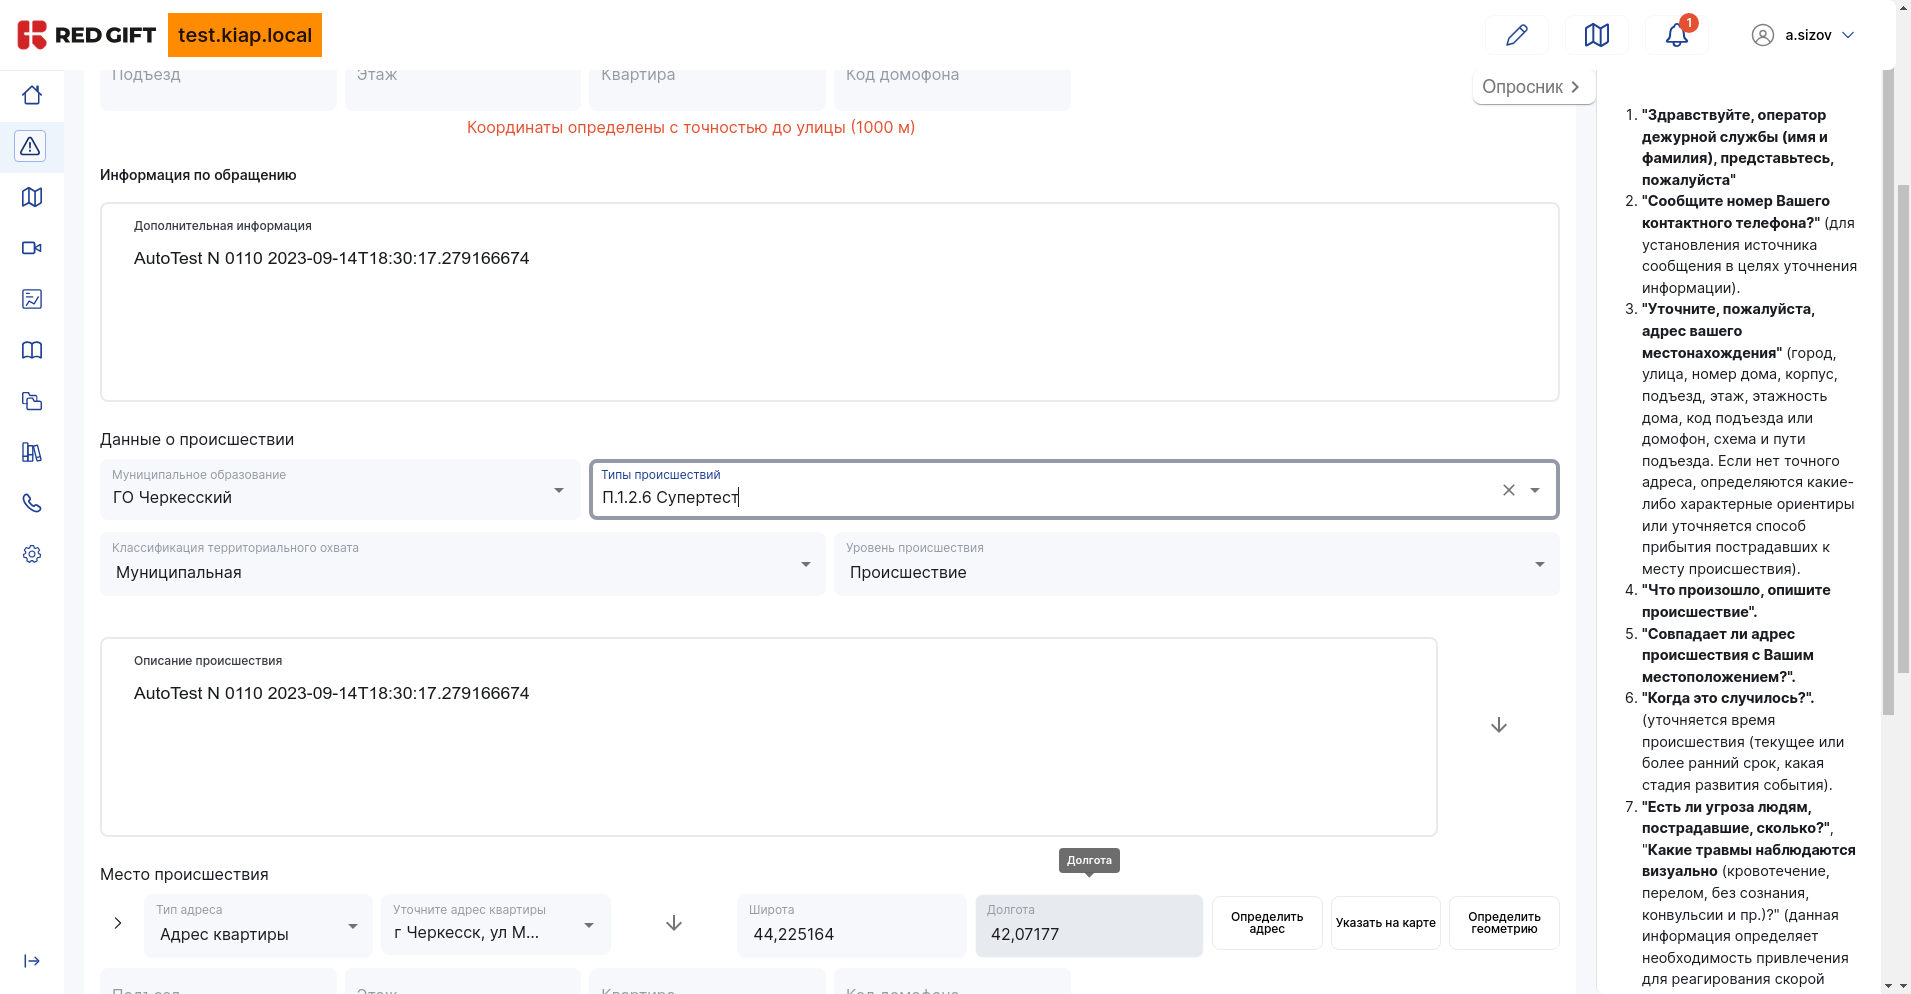 RED GIFT
test.kiap.local
1
a.sizov
Подъезд
Этаж
Квартира
Код домофона
Опросник
Координаты определены с точностью до улицы (1000 м)
Информация по обращению
Дополнительная информация
AutoTest N 0110 2023-09-14T18:30:17.279166674
Данные о происшествии
Муниципальное образование
ГО Черкесский
Типы происшествий
П.1.2.6 Супертест
Классификация территориального охвата
Муниципальная
Уровень происшествия
Происшествие
Описание происшествия
AutoTest N 0110 2023-09-14T18:30:17.279166674
Долгота
Место происшествия
Тип адреса
Адрес квартиры
Уточните адрес квартиры
г Черкесск, ул М...
Широта
44,225164
Долгота
42,07177
Определить
адрес
Указать на карте
Определить
геометрию
Подъезд
Этаж
Квартира
Код домофона
1. "Здравствуйте, оператор
дежурной службы (имя и
фамилия), представьтесь,
пожалуйста"
2. "Сообщите номер Вашего
контактного телефона?" (для
установления источника
сообщения в целях уточнения
информации).
3. "Уточните, пожалуйста,
адрес вашего
местонахождения" (город,
улица, номер дома, корпус,
подъезд, этаж, этажность
дома, код подъезда или
домофон, схема и пути
подъезда. Если нет точного
адреса, определяются какие-
либо характерные ориентиры
или уточняется способ
прибытия пострадавших к
месту происшествия).
4. "Что произошло, опишите
происшествие".
5. "Совпадает ли адрес
происшествия с Вашим
местоположением?".
6. "Когда это случилось?".
(уточняется время
происшествия (текущее или
более ранний срок, какая
стадия развития события).
7. "Есть ли угроза людям,
пострадавшие, сколько?",
"Какие травмы наблюдаются
визуально (кровотечение,
перелом, без сознания,
конвульсии и пр.)?" (данная
информация определяет
необходимость привлечения
для реагирования скорой